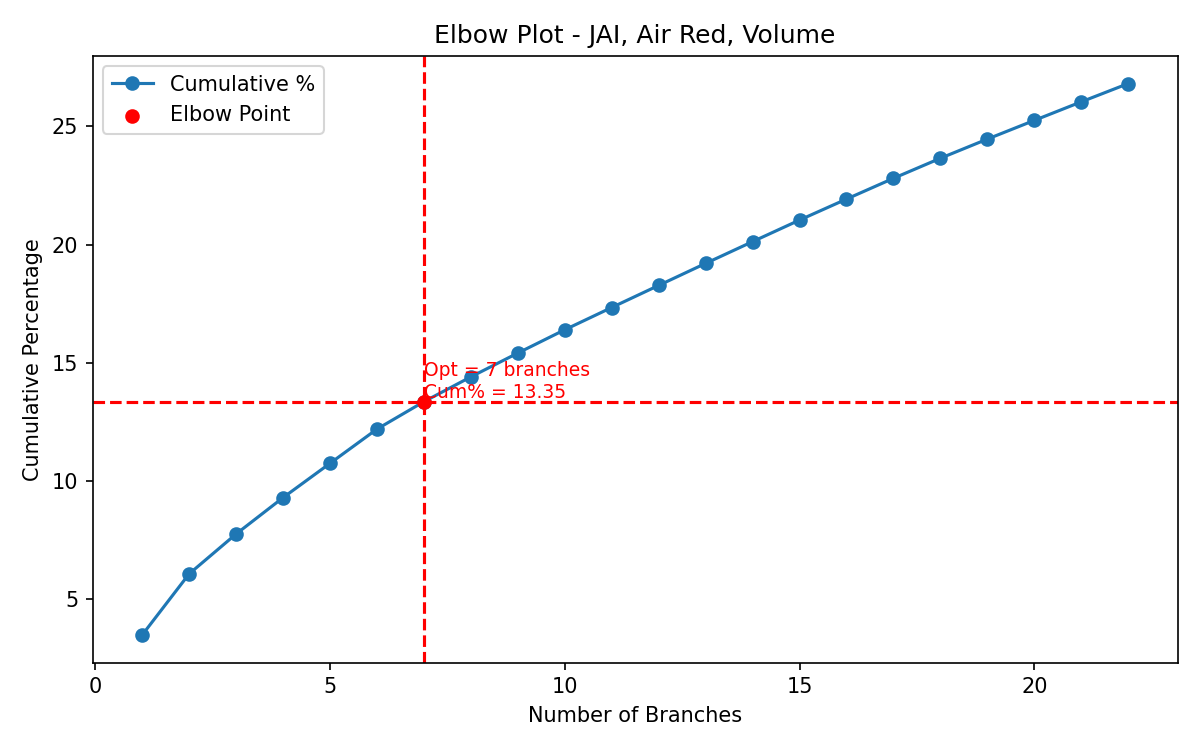 Elbow Plot - JAI, Air Red, Volume
Cumulative %
Elbow Point
25
20
15
10
5
Cumulative Percentage
Opt = 7 branches
Cum% = 13.35
0
5
10
15
20
Number of Branches